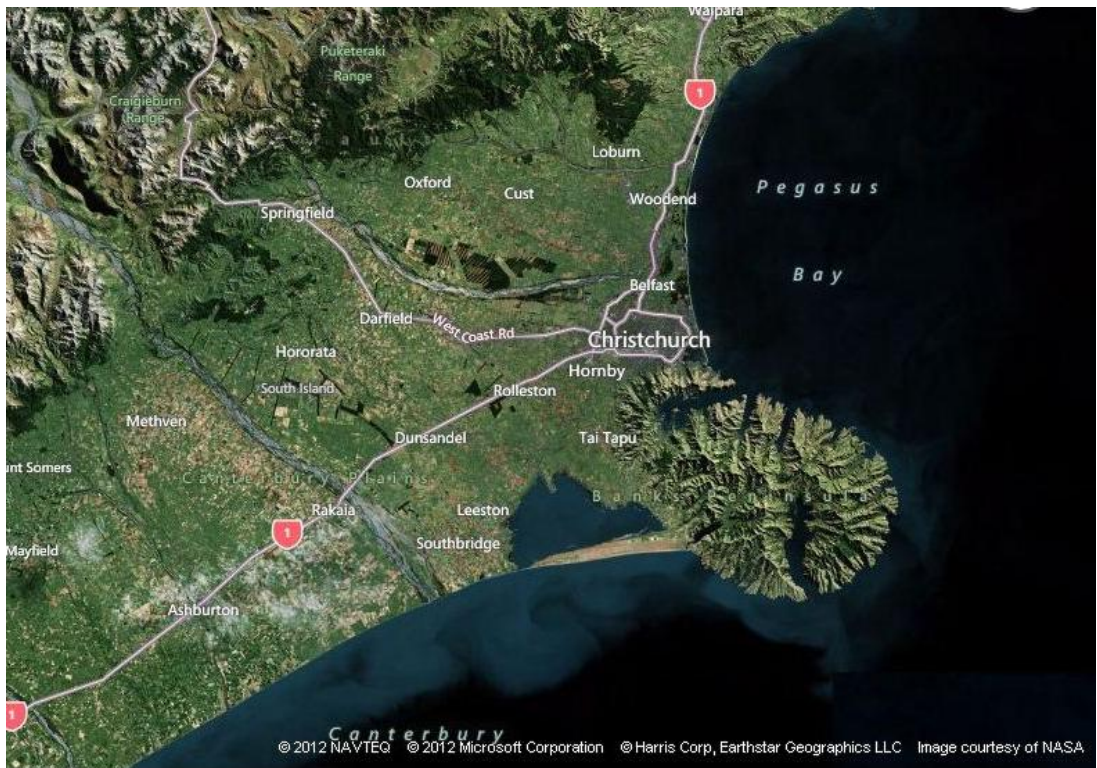 Waipara
Puketeraki
Range
1
Craigieburn
Range
Loburn
Oxford
Cust
Pegasus
Woodend
Springfield
Bay
Belfast
Darfield
West Coast Rd
Christchurch
Hororata
Hornby
South Island
Rolleston
Methven
Dunsandel
Tai Tapu
unt Somers
Canterbury Plains
Banks Peninsula
Rakaia
Leeston
1
Southbridge
Mayfield
Ashburton
1
Canterbury
© 2012 NAVTEQ © 2012 Microsoft Corporation © Harris Corp, Earthstar Geographics LLC Image courtesy of NASA